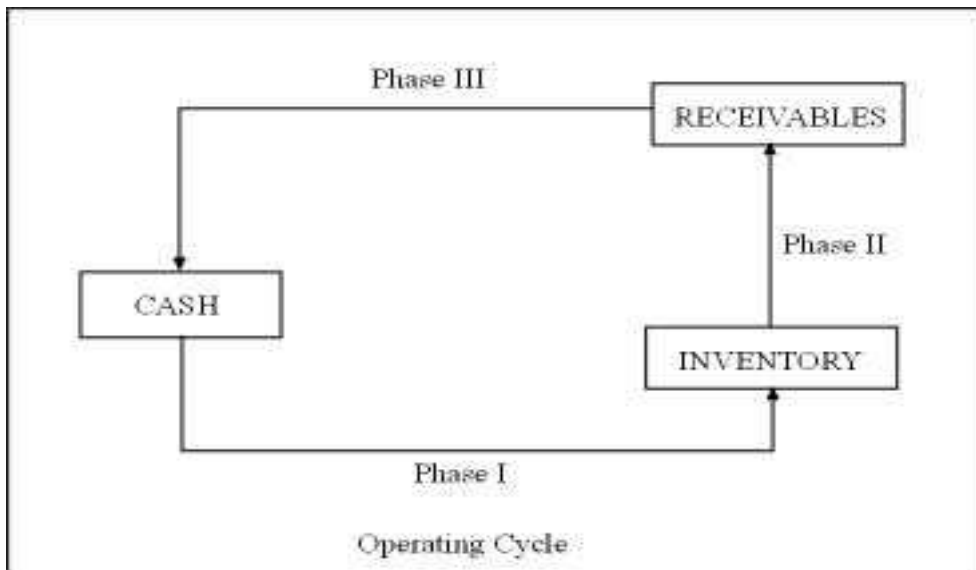 Phase III
RECEIVABLES
Phase II
CASH
INVENTORY
Phase I
Operating Cycle